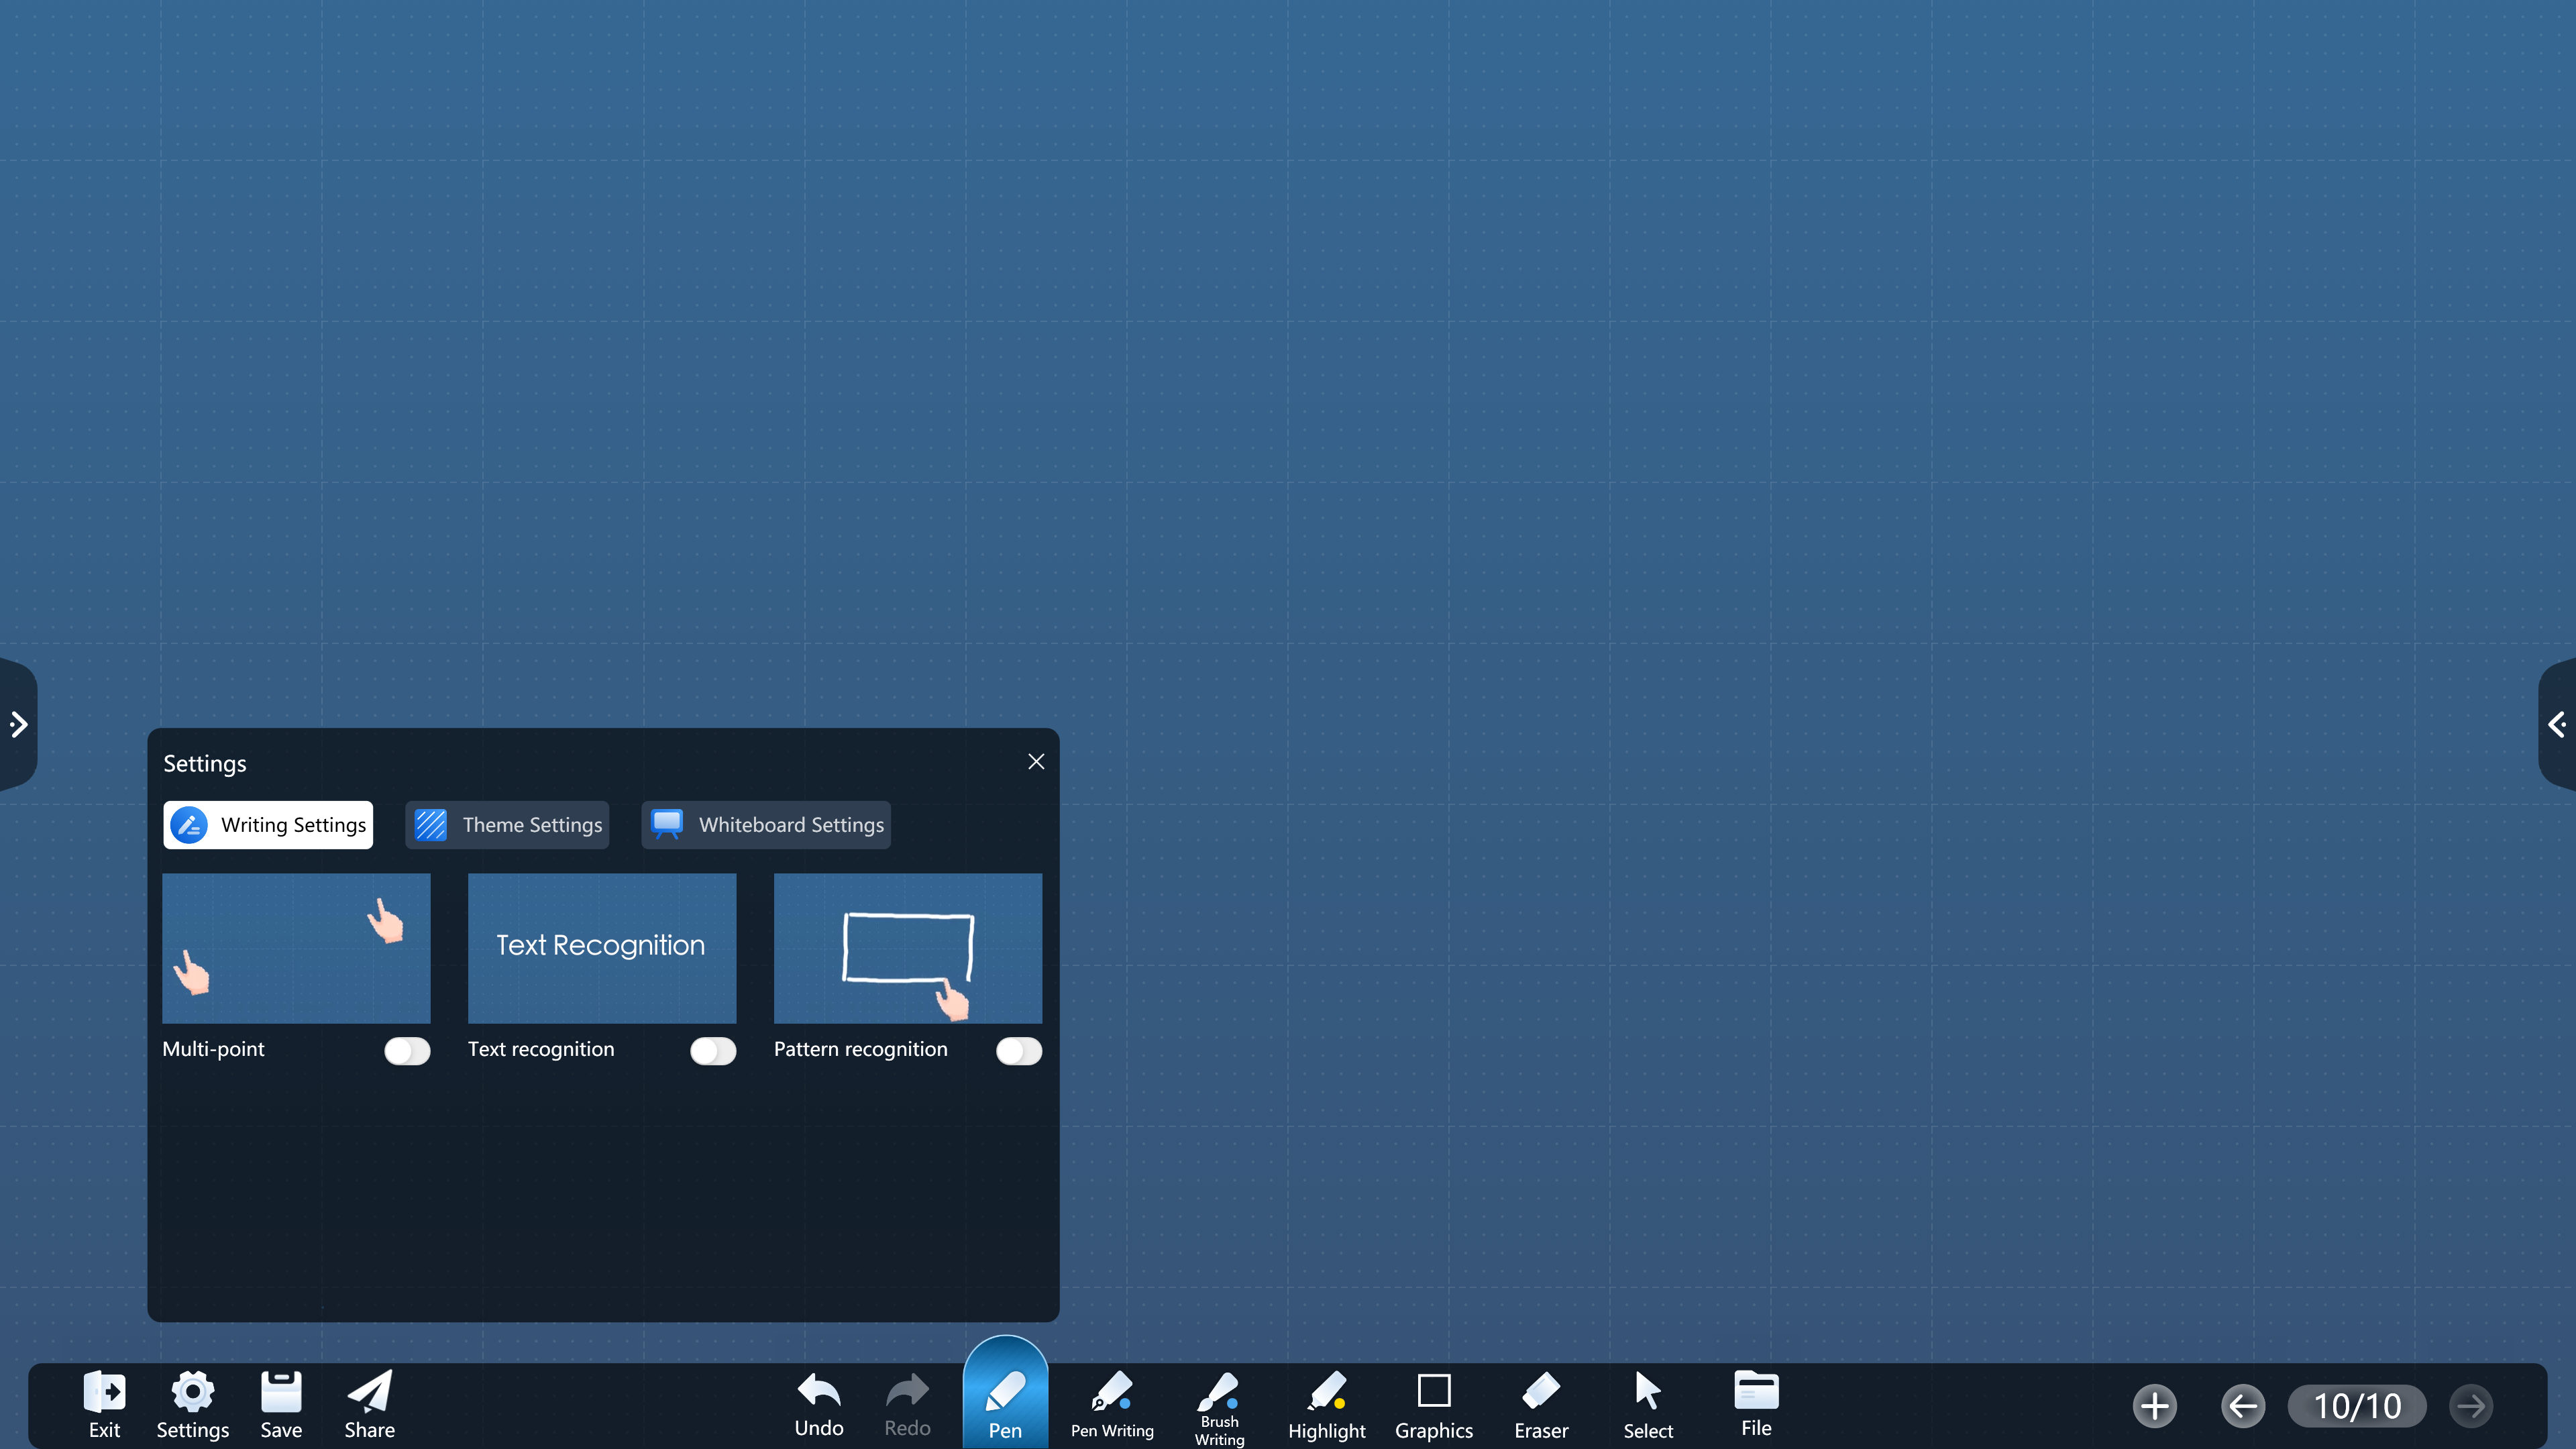 Settings
Writing Settings
Theme Settings
Whiteboard Settings
Text Recognition
Multi-point
Text recognition
Pattern recognition
Exit
Settings
Save
Share
Undo
Redo
Pen
Pen Writing
Brush
Writing
Highlight
Graphics
Eraser
Select
File
10/10